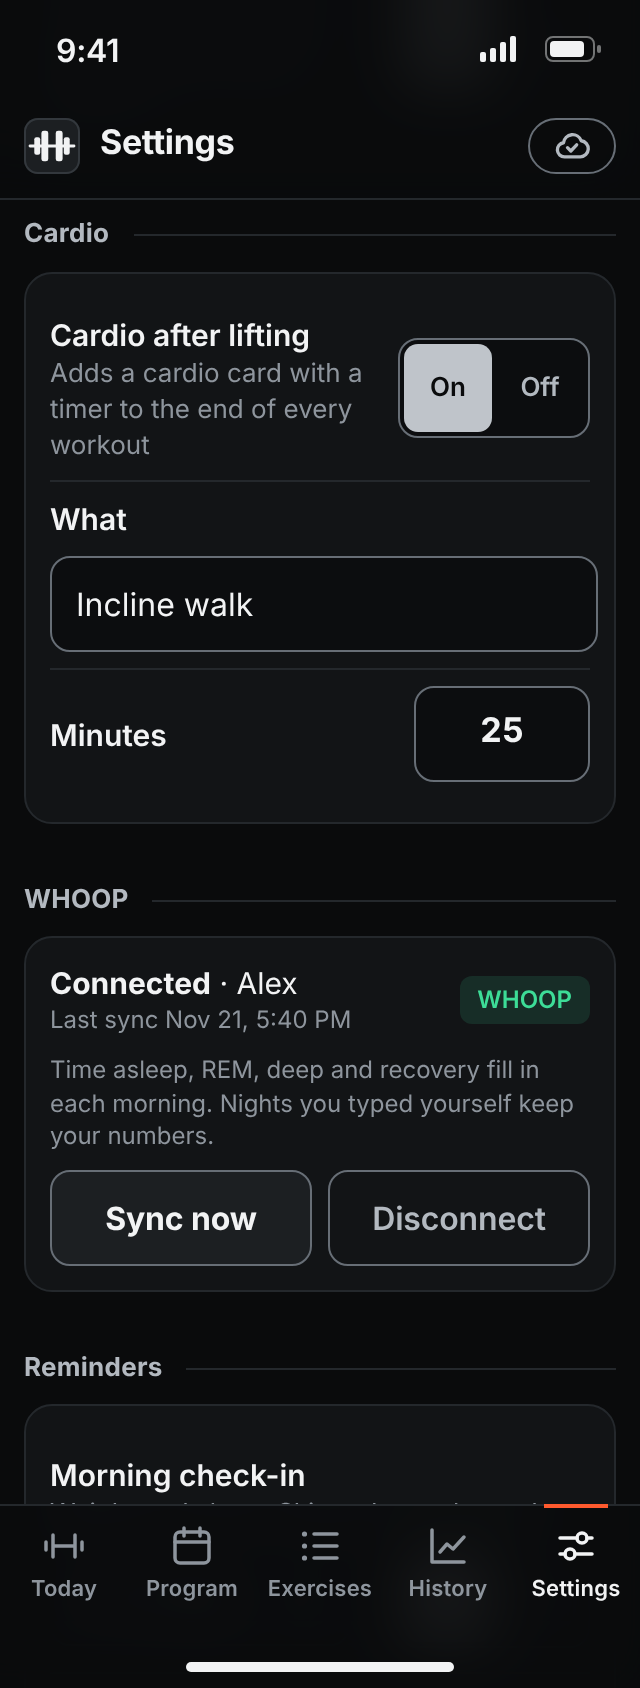 9:41
Settings
Cardio
Cardio after lifting
Adds a cardio card with a
timer to the end of every
workout
On Off
What
Incline walk
Minutes
25
WHOOP
Connected · Alex
WHOOP
Last sync Nov 21, 5:40 PM
Time asleep, REM, deep and recovery fill in
each morning. Nights you typed yourself keep
your numbers.
Sync now
Disconnect
Reminders
Morning check-in
Today
Program
Exercises
History
Settings